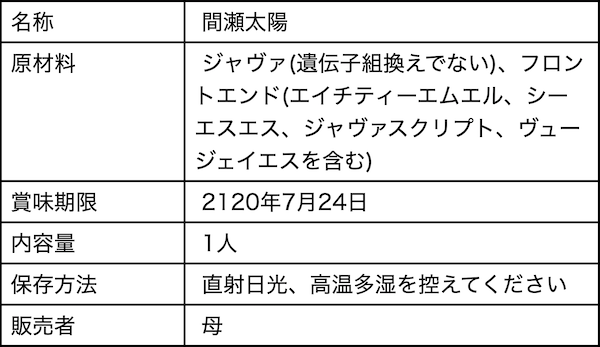 名称 間瀬太陽
原材料 ジャヴァ(遺伝子組換えでない)、フロン
トエンド(エイチティーエムエル、シー
エスエス、ジャヴァスクリプト、ヴュー
ジェイエスを含む)
賞味期限 2120年7月24日
内容量 1人
保存方法 直射日光、高温多湿を控えてください
販売者 母